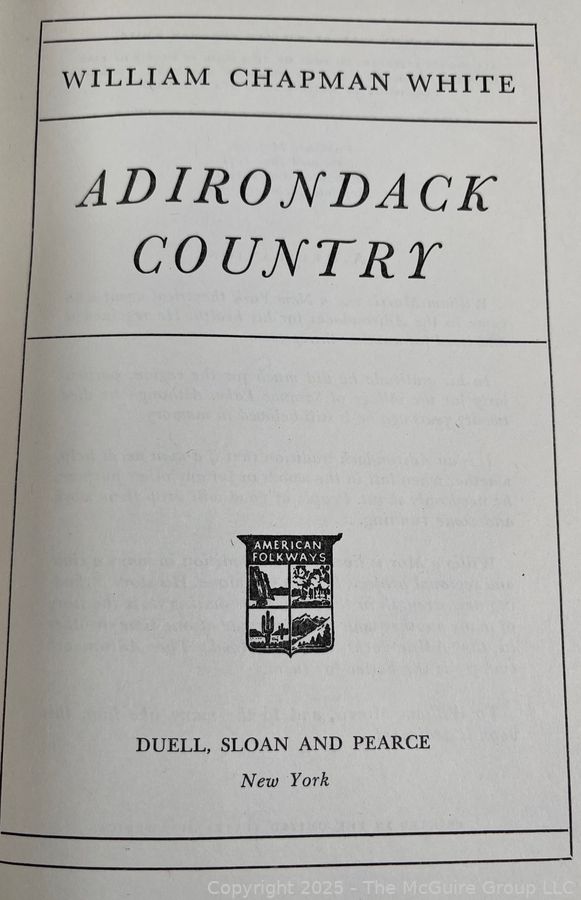 WILLIAM CHAPMAN WHITE
ADIRONDACK
COUNTRY
AMERICAN
FOLKWAYS
DUELL, SLOAN AND PEARCE
New York
Copyright 2025 - The McGuire Group LLC